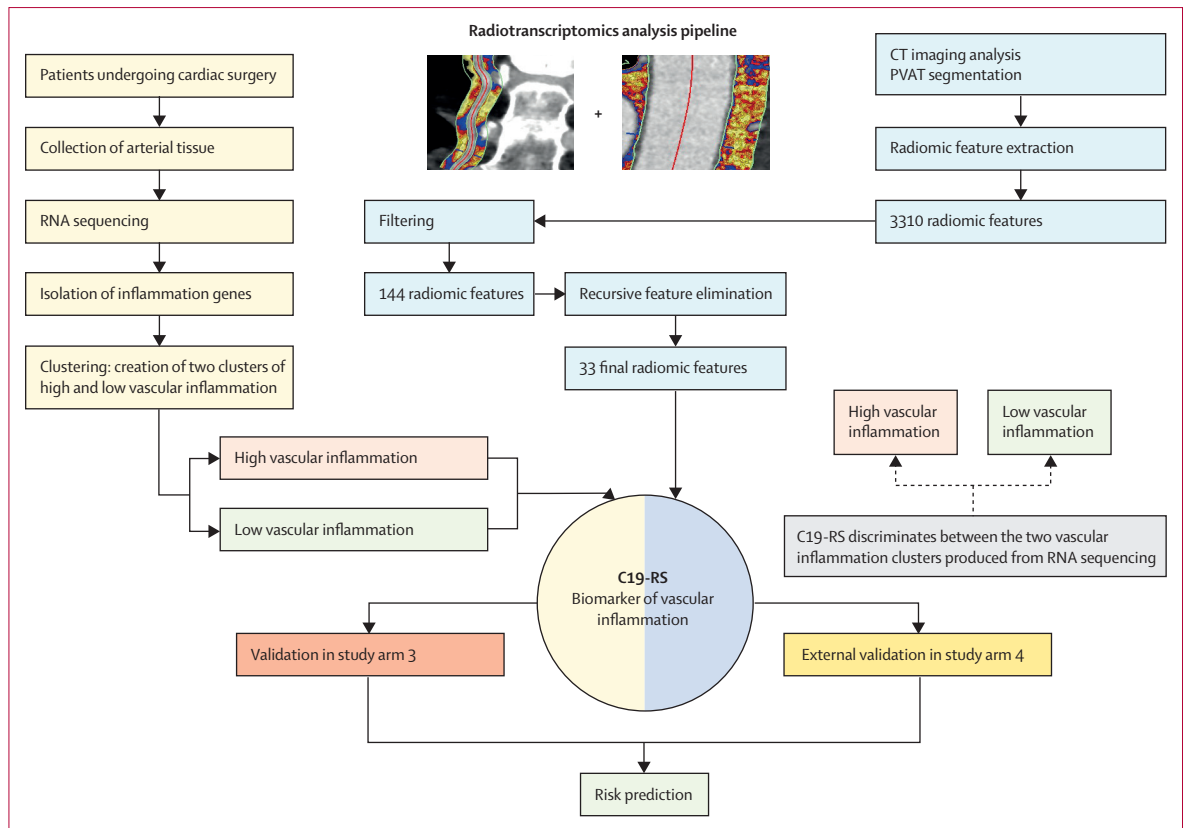 Radiotranscriptomics analysis pipeline
Patients undergoing cardiac surgery
Collection of arterial tissue
RNA sequencing
Isolation of inflammation genes
Clustering: creation of two clusters of
high and low vascular inflammation
+
CT imaging analysis
PVAT segmentation
Radiomic feature extraction
3310 radiomic features
Filtering
144 radiomic features
Recursive feature elimination
33 final radiomic features
High vascular inflammation
Low vascular inflammation
High vascular
inflammation
Low vascular
inflammation
C19-RS discriminates between the two vascular
inflammation clusters produced from RNA sequencing
C19-RS
Biomarker of vascular
inflammation
Validation in study arm 3
External validation in study arm 4
Risk prediction